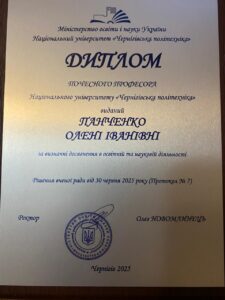 Міністерство освіти і науки України
Національний університет «Чернігівська політехніка»
ДИПЛОМ
ПОЧЕСНОГО ПРОФЕСОРА
Національного університету «Чернігівська політехніка»
виданий
ПАНЧЕНКО
ОЛЕНІ ІВАНІВНІ
за визначні досягнення в освітній та науковій діяльності
Рішення вченої ради від 30 червня 2025 року (Протокол № 7)
Ректор
Олег НОВОМЛИНЕЦЬ
Чернігів 2025